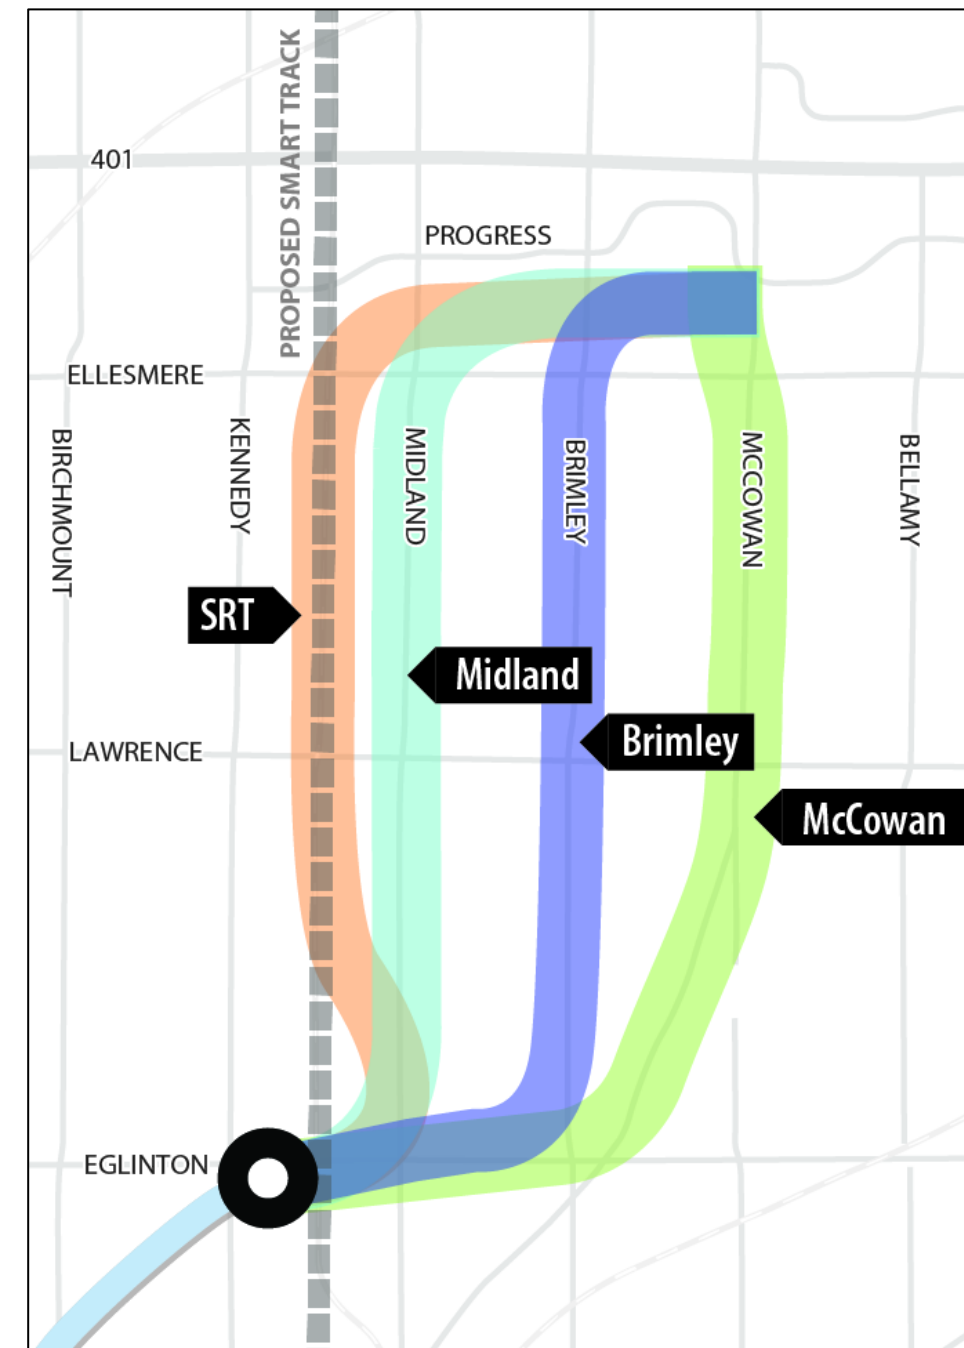 PROPOSED SMART TRACK
401
PROGRESS
ELLESMERE
BIRCHMOUNT
KENNEDY
MIDLAND
BRIMLEY
MCCOWAN
BELLAMY
SRT
Midland
Brimley
LAWRENCE
McCowan
EGLINTON